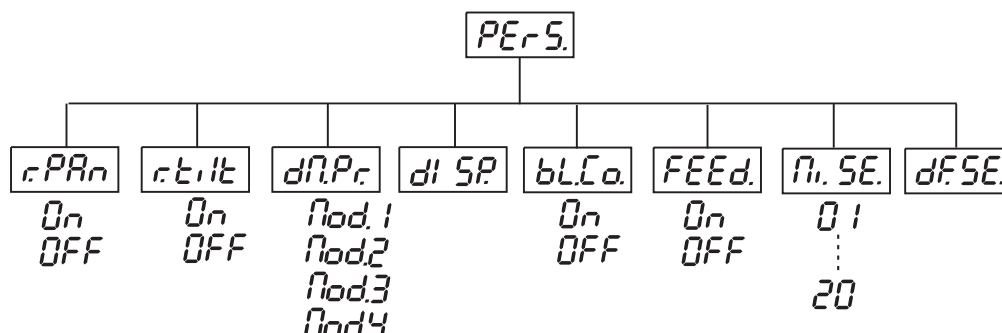 PErS.
r.PAn r.tilt dM.Pr. dISP. bL.Co. FEEd. Mi.SE. dF.SE.
On On Mod.1 On On 01
OFF OFF Mod.2 OFF OFF
Mod.3 20
Mod.4